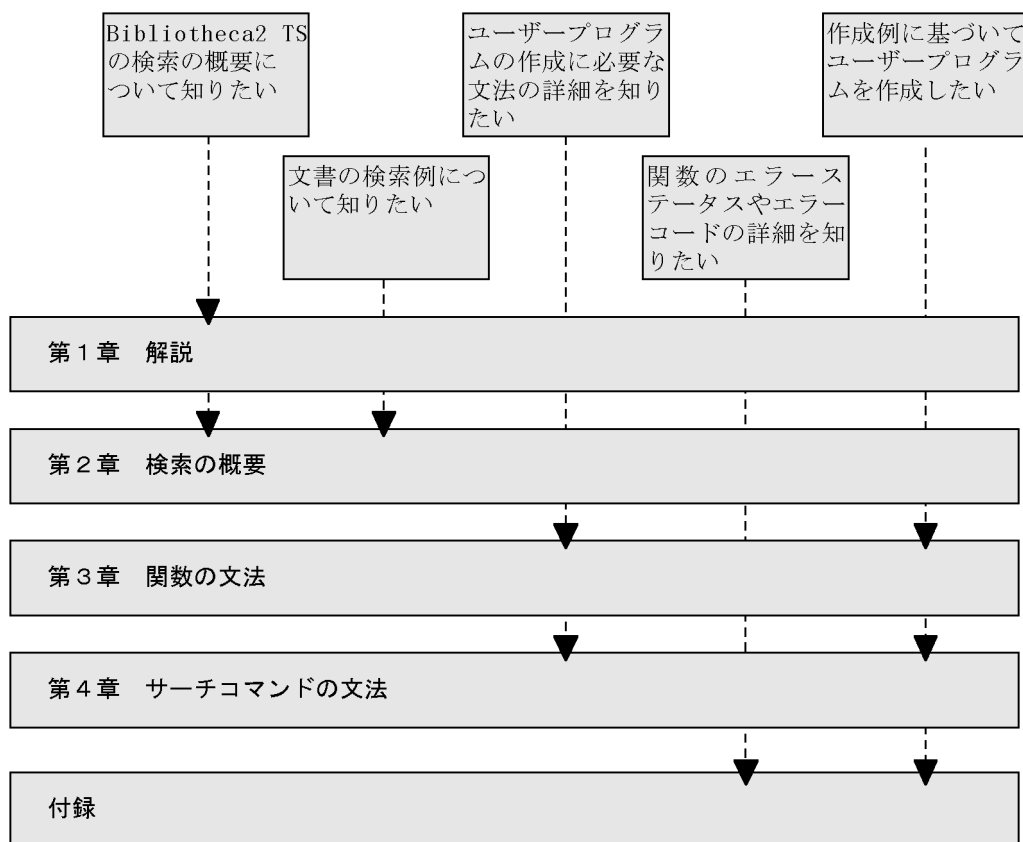 Bibliotheca2 TS
の検索の概要に
ついて知りたい
ユーザープログラ
ムの作成に必要な
文法の詳細を知り
たい
作成例に基づいて
ユーザープログラ
ムを作成したい
文書の検索例につ
いて知りたい
関数のエラース
テータスやエラー
コードの詳細を知
りたい
第１章　解説
第２章　検索の概要
第３章　関数の文法
第４章　サーチコマンドの文法
付録